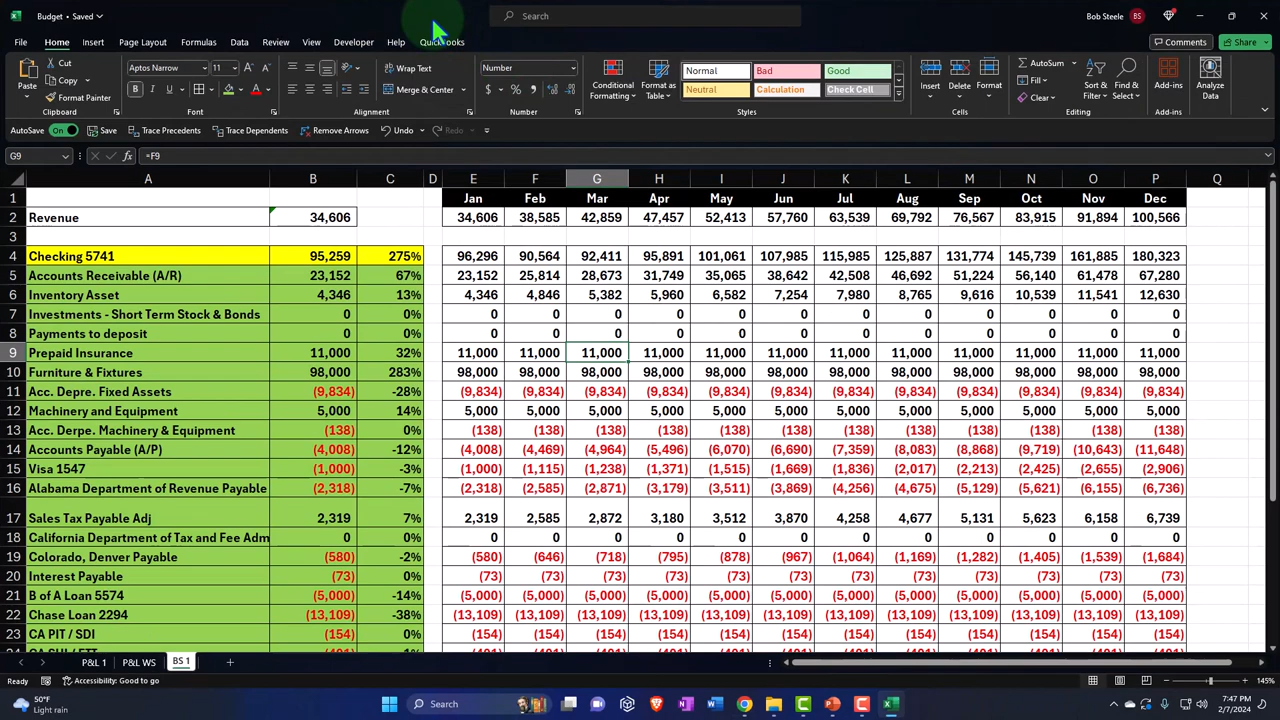 Budget • Saved
Search
Bob Steele BS
File Home Insert Page Layout Formulas Data Review View Developer Help QuickBooks
Comments Share
Cut
Copy
Format Painter
Paste
Aptos Narrow 11
Wrap Text
Merge & Center
Number
Conditional Formatting
Format as Table
Normal Bad Good
Neutral Calculation Check Cell
Insert Delete Format
AutoSum
Fill
Clear
Sort & Filter
Find & Select
Add-ins
Analyze Data
Clipboard Font Alignment Number Styles Cells Editing Add-ins
AutoSave On Save Trace Precedents Trace Dependents Remove Arrows Undo Redo
G9 fx =F9
A B C D E F G H I J K L M N O P Q
1 Jan Feb Mar Apr May Jun Jul Aug Sep Oct Nov Dec
2 Revenue 34,606 34,606 38,585 42,859 47,457 52,413 57,760 63,539 69,792 76,567 83,915 91,894 100,566
3
4 Checking 5741 95,259 275% 96,296 90,564 92,411 95,891 101,061 107,985 115,985 125,887 131,774 145,739 161,885 180,323
5 Accounts Receivable (A/R) 23,152 67% 23,152 25,814 28,673 31,749 35,065 38,642 42,508 46,692 51,224 56,140 61,478 67,280
6 Inventory Asset 4,346 13% 4,346 4,846 5,382 5,960 6,582 7,254 7,980 8,765 9,616 10,539 11,541 12,630
7 Investments - Short Term Stock & Bonds 0 0% 0 0 0 0 0 0 0 0 0 0 0 0
8 Payments to deposit 0 0% 0 0 0 0 0 0 0 0 0 0 0 0
9 Prepaid Insurance 11,000 32% 11,000 11,000 11,000 11,000 11,000 11,000 11,000 11,000 11,000 11,000 11,000 11,000
10 Furniture & Fixtures 98,000 283% 98,000 98,000 98,000 98,000 98,000 98,000 98,000 98,000 98,000 98,000 98,000 98,000
11 Acc. Depre. Fixed Assets (9,834) -28% (9,834) (9,834) (9,834) (9,834) (9,834) (9,834) (9,834) (9,834) (9,834) (9,834) (9,834) (9,834)
12 Machinery and Equipment 5,000 14% 5,000 5,000 5,000 5,000 5,000 5,000 5,000 5,000 5,000 5,000 5,000 5,000
13 Acc. Derpe. Machinery & Equipment (138) 0% (138) (138) (138) (138) (138) (138) (138) (138) (138) (138) (138) (138)
14 Accounts Payable (A/P) (4,008) -12% (4,008) (4,469) (4,964) (5,496) (6,070) (6,690) (7,359) (8,083) (8,868) (9,719) (10,643) (11,648)
15 Visa 1547 (1,000) -3% (1,000) (1,115) (1,238) (1,371) (1,515) (1,669) (1,836) (2,017) (2,213) (2,425) (2,655) (2,906)
16 Alabama Department of Revenue Payable (2,318) -7% (2,318) (2,585) (2,871) (3,179) (3,511) (3,869) (4,256) (4,675) (5,129) (5,621) (6,155) (6,736)
17 Sales Tax Payable Adj 2,319 7% 2,319 2,585 2,872 3,180 3,512 3,870 4,258 4,677 5,131 5,623 6,158 6,739
18 California Department of Tax and Fee Adm 0 0% 0 0 0 0 0 0 0 0 0 0 0 0
19 Colorado, Denver Payable (580) -2% (580) (646) (718) (795) (878) (967) (1,064) (1,169) (1,282) (1,405) (1,539) (1,684)
20 Interest Payable (73) 0% (73) (73) (73) (73) (73) (73) (73) (73) (73) (73) (73) (73)
21 B of A Loan 5574 (5,000) -14% (5,000) (5,000) (5,000) (5,000) (5,000) (5,000) (5,000) (5,000) (5,000) (5,000) (5,000) (5,000)
22 Chase Loan 2294 (13,109) -38% (13,109) (13,109) (13,109) (13,109) (13,109) (13,109) (13,109) (13,109) (13,109) (13,109) (13,109) (13,109)
23 CA PIT / SDI (154) 0% (154) (154) (154) (154) (154) (154) (154) (154) (154) (154) (154) (154)
P&L 1 P&L WS BS 1
Ready Accessibility: Good to go 145%
50°F
Light rain
Search
7:47 PM
2/7/2024